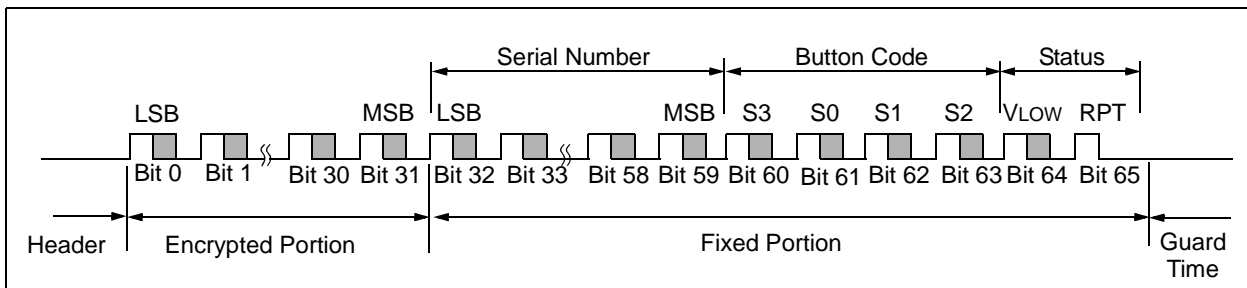 Serial Number Button Code Status
LSB MSB LSB MSB S3 S0 S1 S2 VLOW RPT
Bit 0 Bit 1 Bit 30 Bit 31 Bit 32 Bit 33 Bit 58 Bit 59 Bit 60 Bit 61 Bit 62 Bit 63 Bit 64 Bit 65
Header Encrypted Portion Fixed Portion Guard
Time